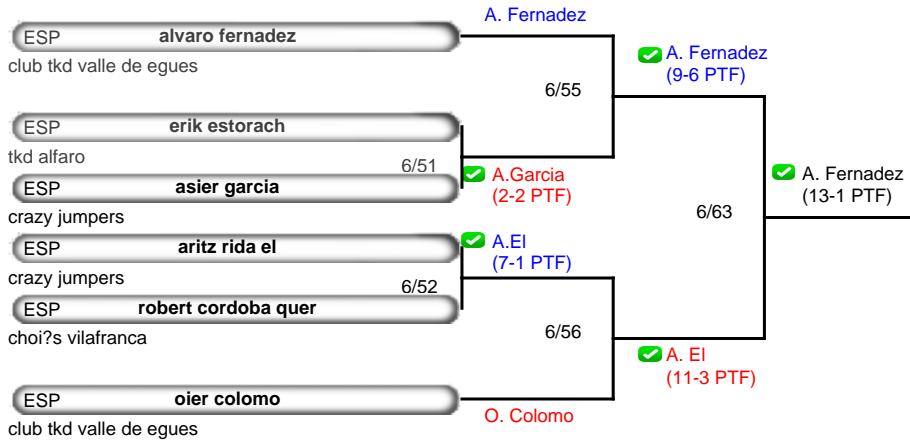 A. Fernadez
ESP alvaro fernadez
club tkd valle de egues
A. Fernadez
(9-6 PTF)
6/55
ESP erik estorach
tkd alfaro
6/51
A.Garcia
(2-2 PTF)
ESP asier garcia
crazy jumpers
A. Fernadez
(13-1 PTF)
6/63
ESP aritz rida el
crazy jumpers
A.El
(7-1 PTF)
6/52
ESP robert cordoba quer
choi?s vilafranca
6/56
A. El
(11-3 PTF)
ESP oier colomo
club tkd valle de egues
O. Colomo